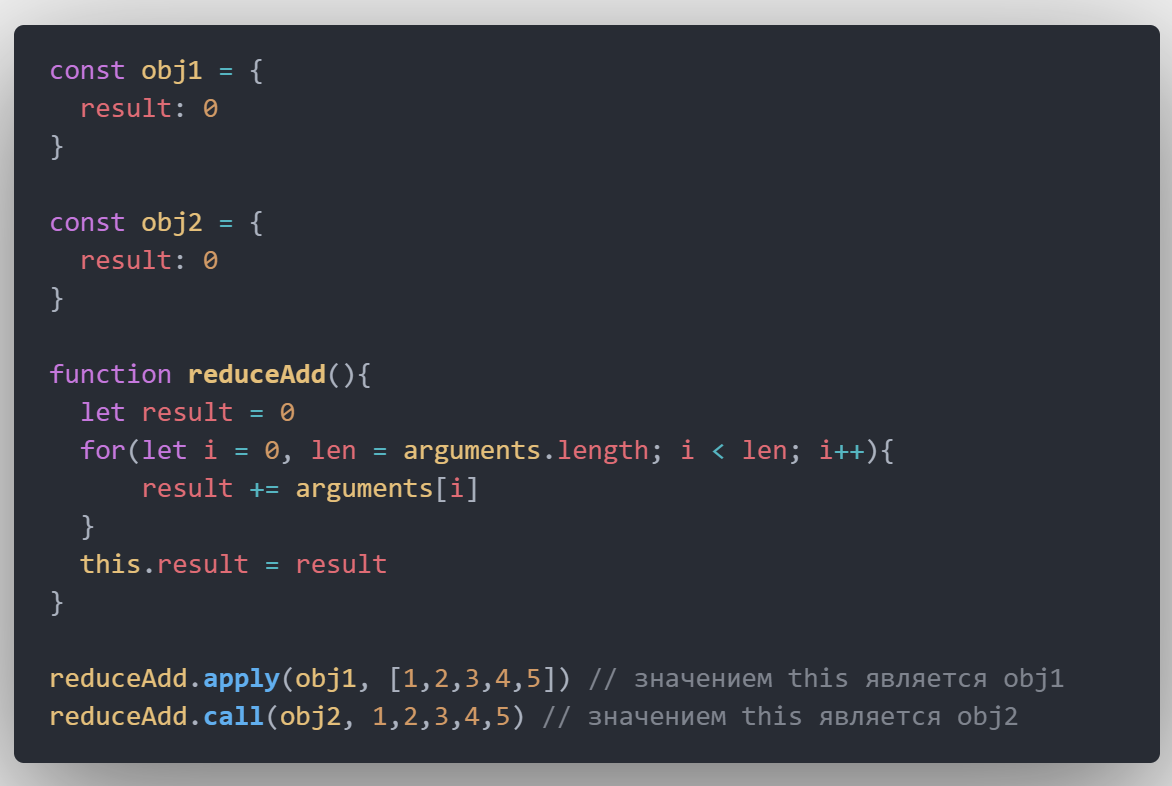 const obj1 = {
  result: 0
}

const obj2 = {
  result: 0
}

function reduceAdd(){
  let result = 0
  for(let i = 0, len = arguments.length; i < len; i++){
      result += arguments[i]
  }
  this.result = result
}

reduceAdd.apply(obj1, [1,2,3,4,5]) // значением this является obj1
reduceAdd.call(obj2, 1,2,3,4,5) // значением this является obj2